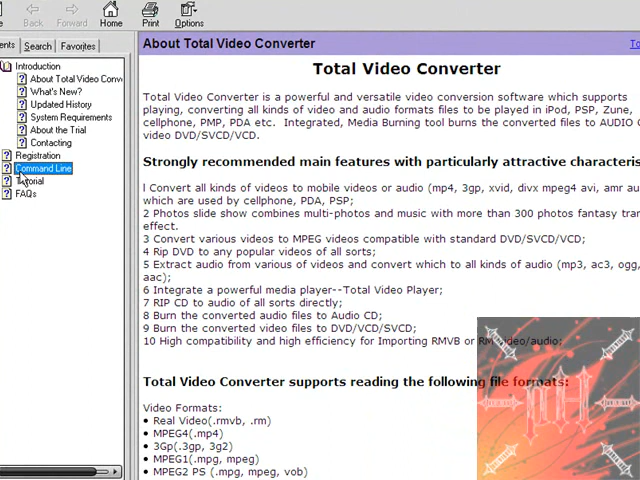 Back
Forward
Home
Print
Options
Search
Favorites
Introduction
About Total Video Conv
What's New?
Updated History
System Requirements
About the Trial
Contacting
Registration
Command Line
Tutorial
FAQs
About Total Video Converter
Total Video Converter
Total Video Converter is a powerful and versatile video conversion software which supports
playing, converting all kinds of video and audio formats files to be played in iPod, PSP, Zune,
cellphone, PMP, PDA etc. Integrated, Media Burning tool burns the converted files to AUDIO
video DVD/SVCD/VCD.
Strongly recommended main features with particularly attractive
l Convert all kinds of videos to mobile videos or audio (mp4, 3gp, xvid, divx mpeg4 avi, amr
which are used by cellphone, PDA, PSP;
2 Photos slide show combines multi-photos and music with more than 300 photos fantasy
effect.
3 Convert various videos to MPEG videos compatible with standard DVD/SVCD/VCD;
4 Rip DVD to any popular videos of all sorts;
5 Extract audio from various of videos and convert which to all kinds of audio (mp3, ac3, ogg,
aac);
6 Integrate a powerful media player--Total Video Player;
7 RIP CD to audio of all sorts directly;
8 Burn the converted audio files to Audio CD;
9 Burn the converted video files to DVD/VCD/SVCD;
10 High compatibility and high efficiency for Importing RMVB or RM video/audio;
Total Video Converter supports reading the following file formats:
Video Formats:
• Real Video(.rmvb, .rm)
• MPEG4(.mp4)
• 3Gp(.3gp, 3g2)
• MPEG1(.mpg, mpeg)
• MPEG2 PS (.mpg, mpeg, vob)